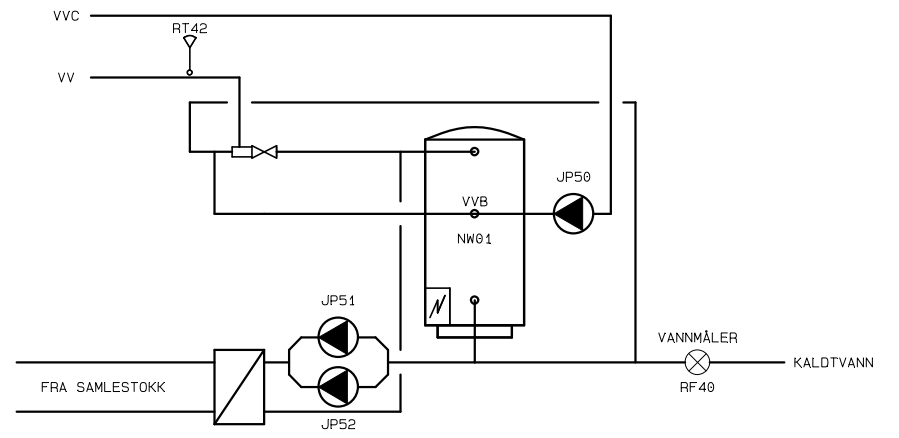 VVC
RT42
VV
JP50
VVB
NW01
JP51
VANNMÅLER
KALDTVANN
FRA SAMLESTOKK
RF40
JP52